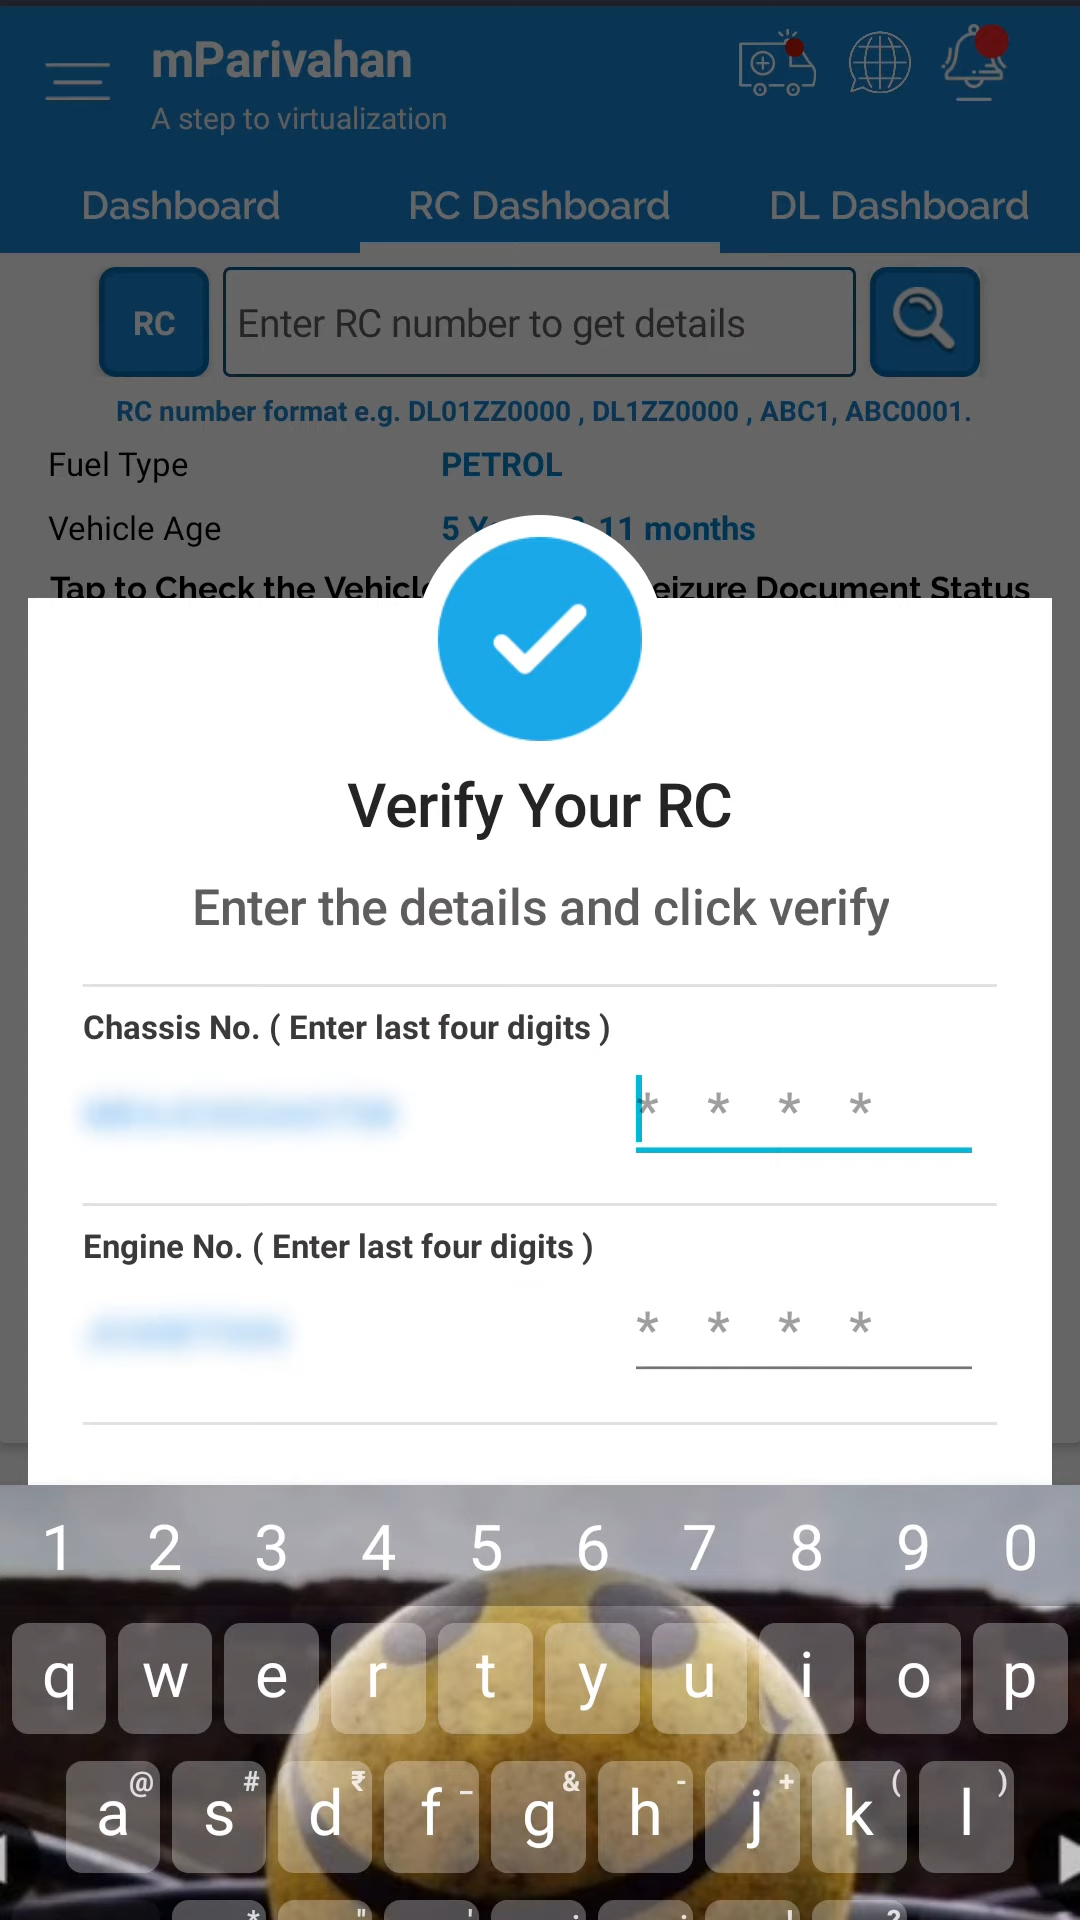 mParivahan
A step to virtualization
Dashboard RC Dashboard DL Dashboard
RC Enter RC number to get details
RC number format e.g. DL01ZZ0000 , DL1ZZ0000 , ABC1, ABC0001.
Fuel Type PETROL
Vehicle Age 5 11 months
Tap to Check the Document Status
Verify Your RC
Enter the details and click verify
Chassis No. ( Enter last four digits )
* * * *
Engine No. ( Enter last four digits )
* * * *
1 2 3 4 5 6 7 8 9 0
q w e r t y u i o p
@ # ₹ _ & - + ( )
a s d f g h j k l